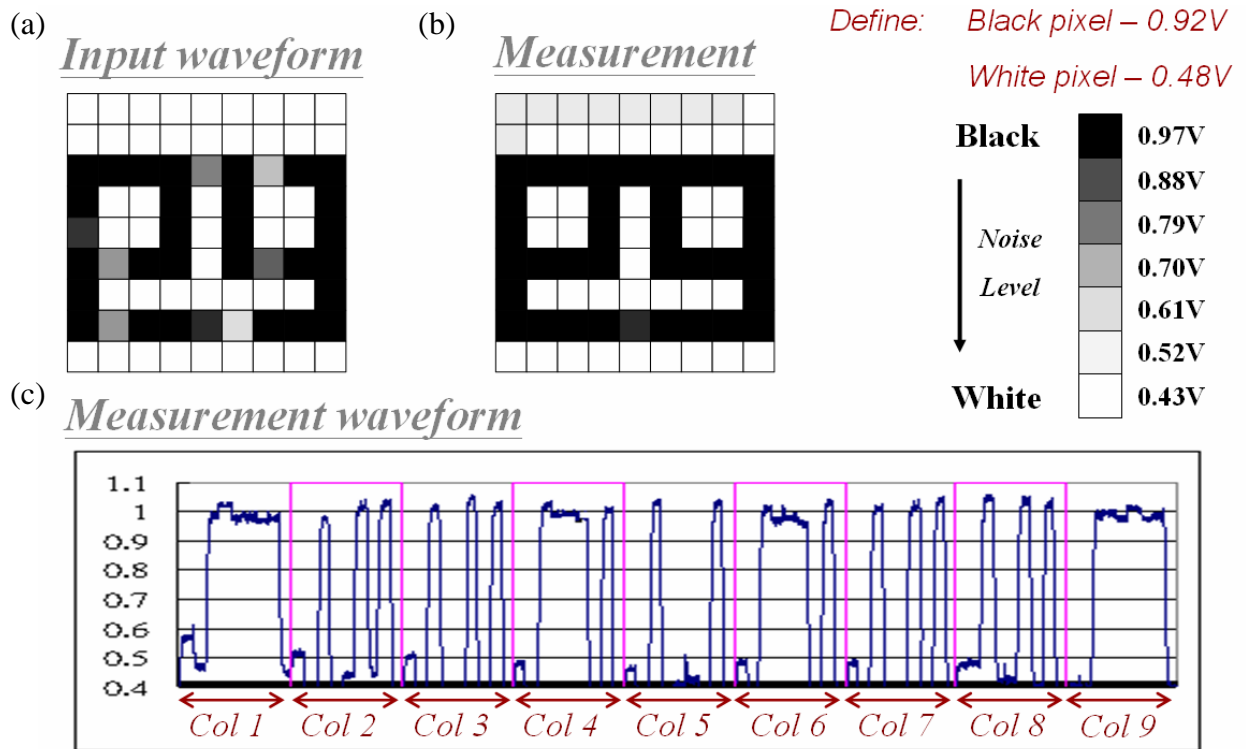 (a)
Input waveform
(b)
Measurement
Define: Black pixel – 0.92V
White pixel – 0.48V
Black
Noise
Level
White
0.97V
0.88V
0.79V
0.70V
0.61V
0.52V
0.43V
(c)
Measurement waveform
1.1
1
0.9
0.8
0.7
0.6
0.5
0.4
Col 1 Col 2 Col 3 Col 4 Col 5 Col 6 Col 7 Col 8 Col 9